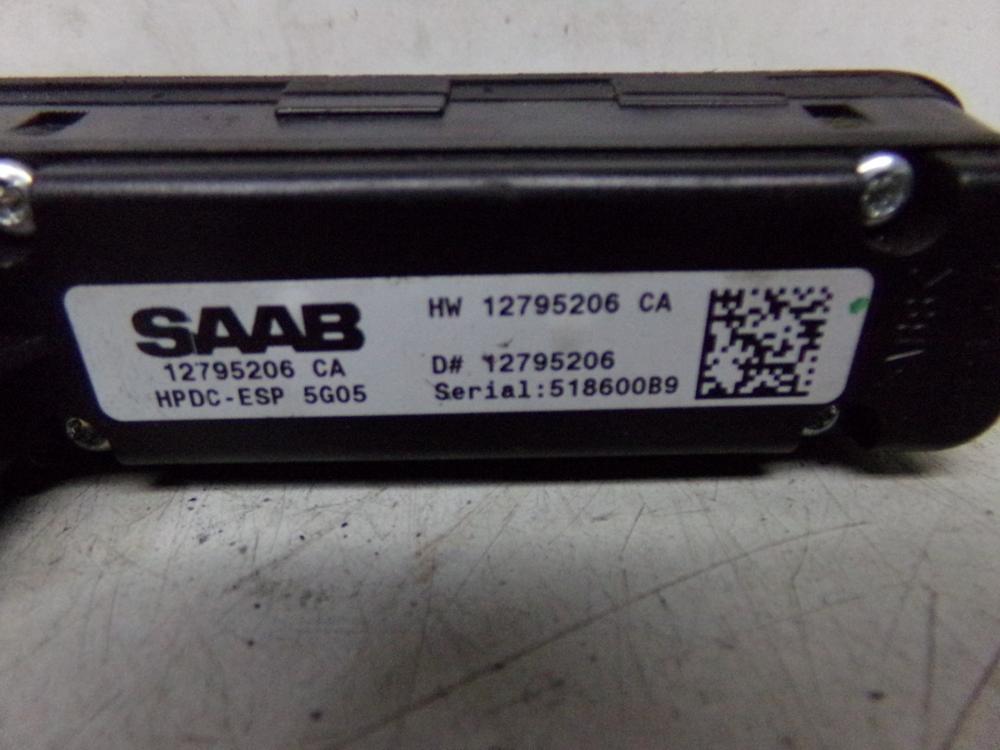 SAAB
12795206 CA
HPDC-ESP 5G05
HW 12795206 CA
D# 12795206
Serial:518600B9